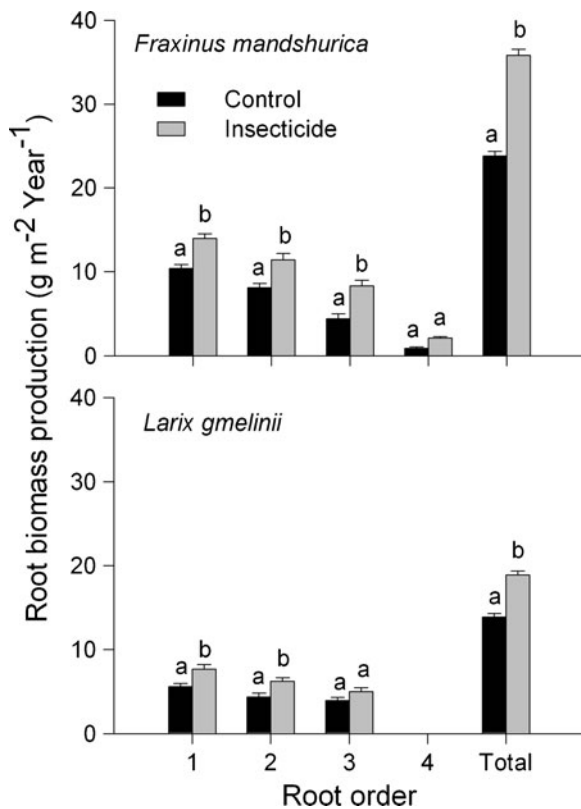 Root biomass production (g m⁻² Year⁻¹)
40
30
20
10
0
Fraxinus mandshurica
Control
Insecticide
a b a b a b a a a b
40
30
20
10
0
Larix gmelinii
a b a b a a a b
1 2 3 4 Total
Root order